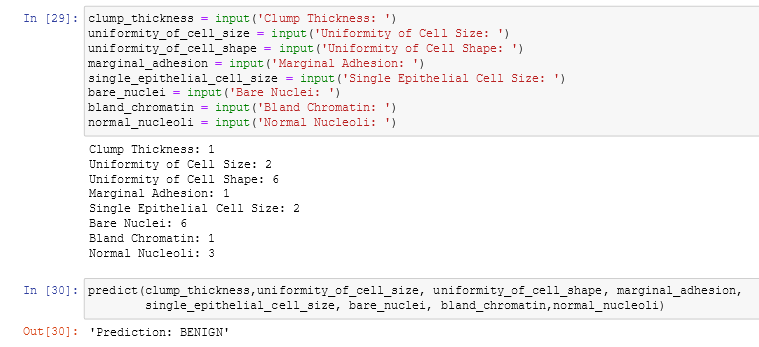 In [29]: clump_thickness = input('Clump Thickness: ')
uniformity_of_cell_size = input('Uniformity of Cell Size: ')
uniformity_of_cell_shape = input('Uniformity of Cell Shape: ')
marginal_adhesion = input('Marginal Adhesion: ')
single_epithelial_cell_size = input('Single Epithelial Cell Size: ')
bare_nuclei = input('Bare Nuclei: ')
bland_chromatin = input('Bland Chromatin: ')
normal_nucleoli = input('Normal Nucleoli: ')
Clump Thickness: 1
Uniformity of Cell Size: 2
Uniformity of Cell Shape: 6
Marginal Adhesion: 1
Single Epithelial Cell Size: 2
Bare Nuclei: 6
Bland Chromatin: 1
Normal Nucleoli: 3
In [30]: predict(clump_thickness,uniformity_of_cell_size, uniformity_of_cell_shape, marginal_adhesion,
single_epithelial_cell_size, bare_nuclei, bland_chromatin,normal_nucleoli)
Out[30]: 'Prediction: BENIGN'